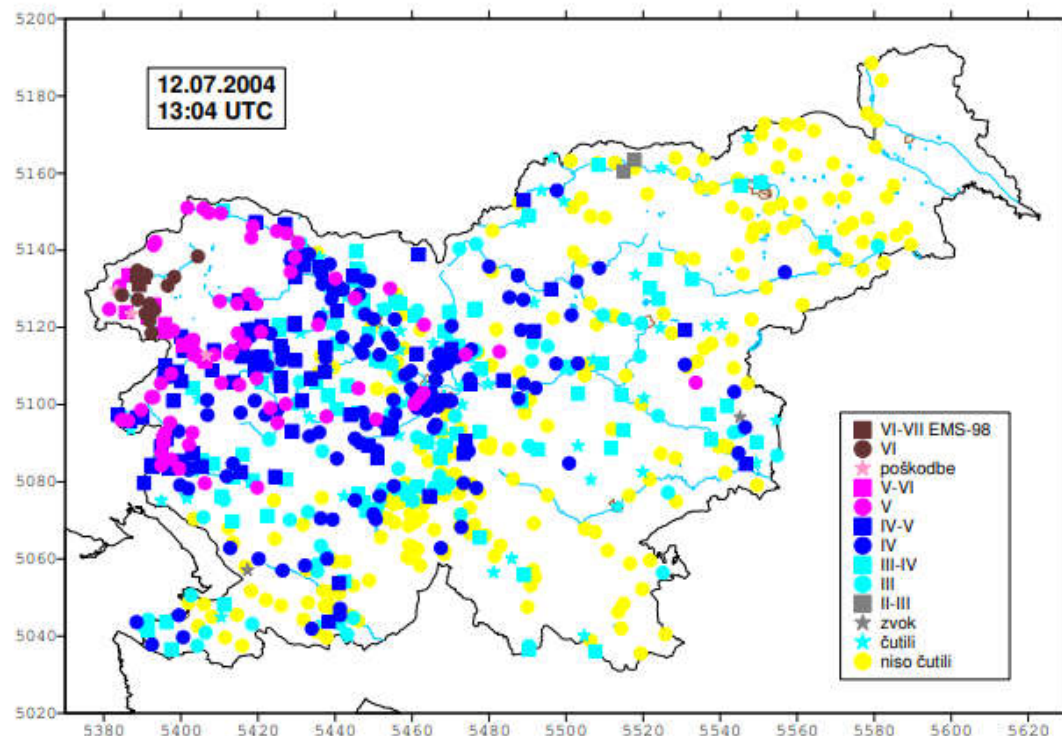 5200
5180
5160
5140
5120
5100
5080
5060
5040
5020
12.07.2004
13:04 UTC
VI-VII EMS-98
VI
poškodbe
V-VI
V
IV-V
IV
III-IV
III
II-III
zvok
čutili
niso čutili
5380 5400 5420 5440 5460 5480 5500 5520 5540 5560 5580 5600 5620